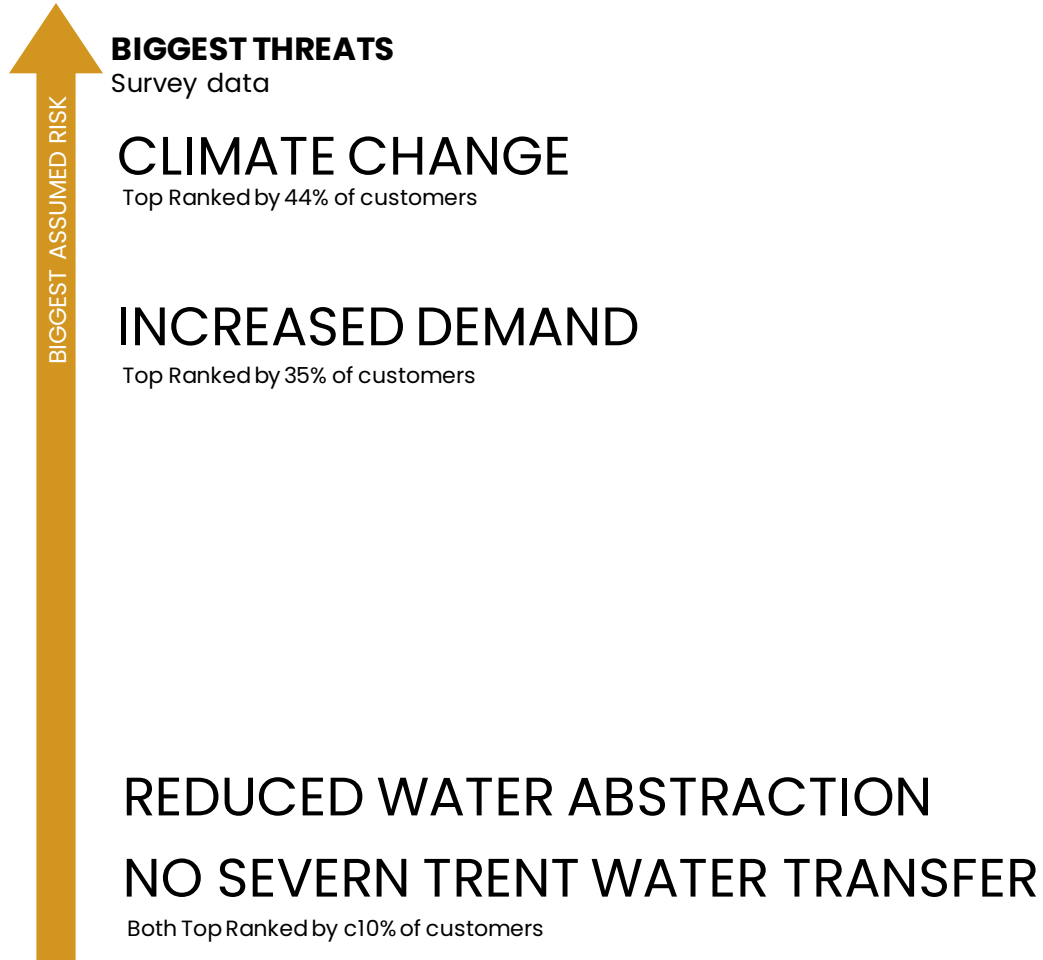 BIGGEST THREATS
Survey data
BIGGEST ASSUMED RISK
CLIMATE CHANGE
Top Ranked by 44% of customers
INCREASED DEMAND
Top Ranked by 35% of customers
REDUCED WATER ABSTRACTION
NO SEVERN TRENT WATER TRANSFER
Both Top Ranked by c10% of customers